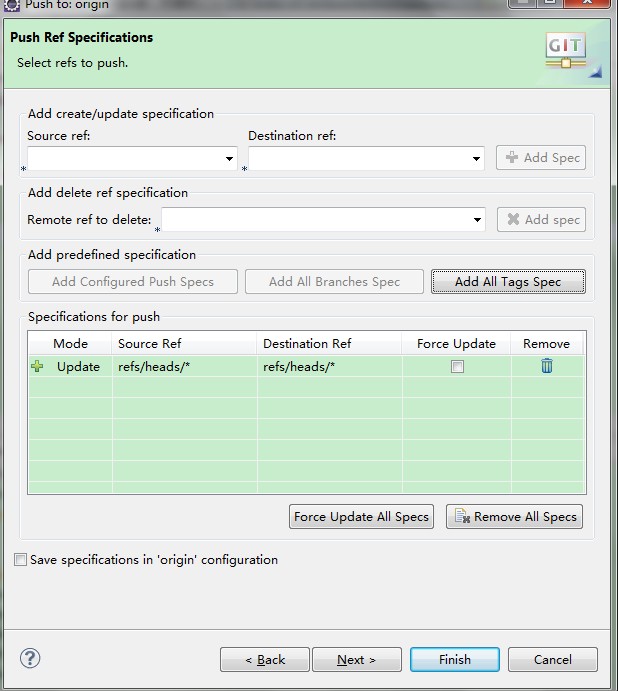 Push to: origin
Push Ref Specifications
Select refs to push.
GIT
Add create/update specification
Source ref: Destination ref:
* * Add Spec
Add delete ref specification
Remote ref to delete: * Add spec
Add predefined specification
Add Configured Push Specs Add All Branches Spec Add All Tags Spec
Specifications for push
Mode Source Ref Destination Ref Force Update Remove
Update refs/heads/* refs/heads/*
Force Update All Specs Remove All Specs
Save specifications in 'origin' configuration
? < Back Next > Finish Cancel